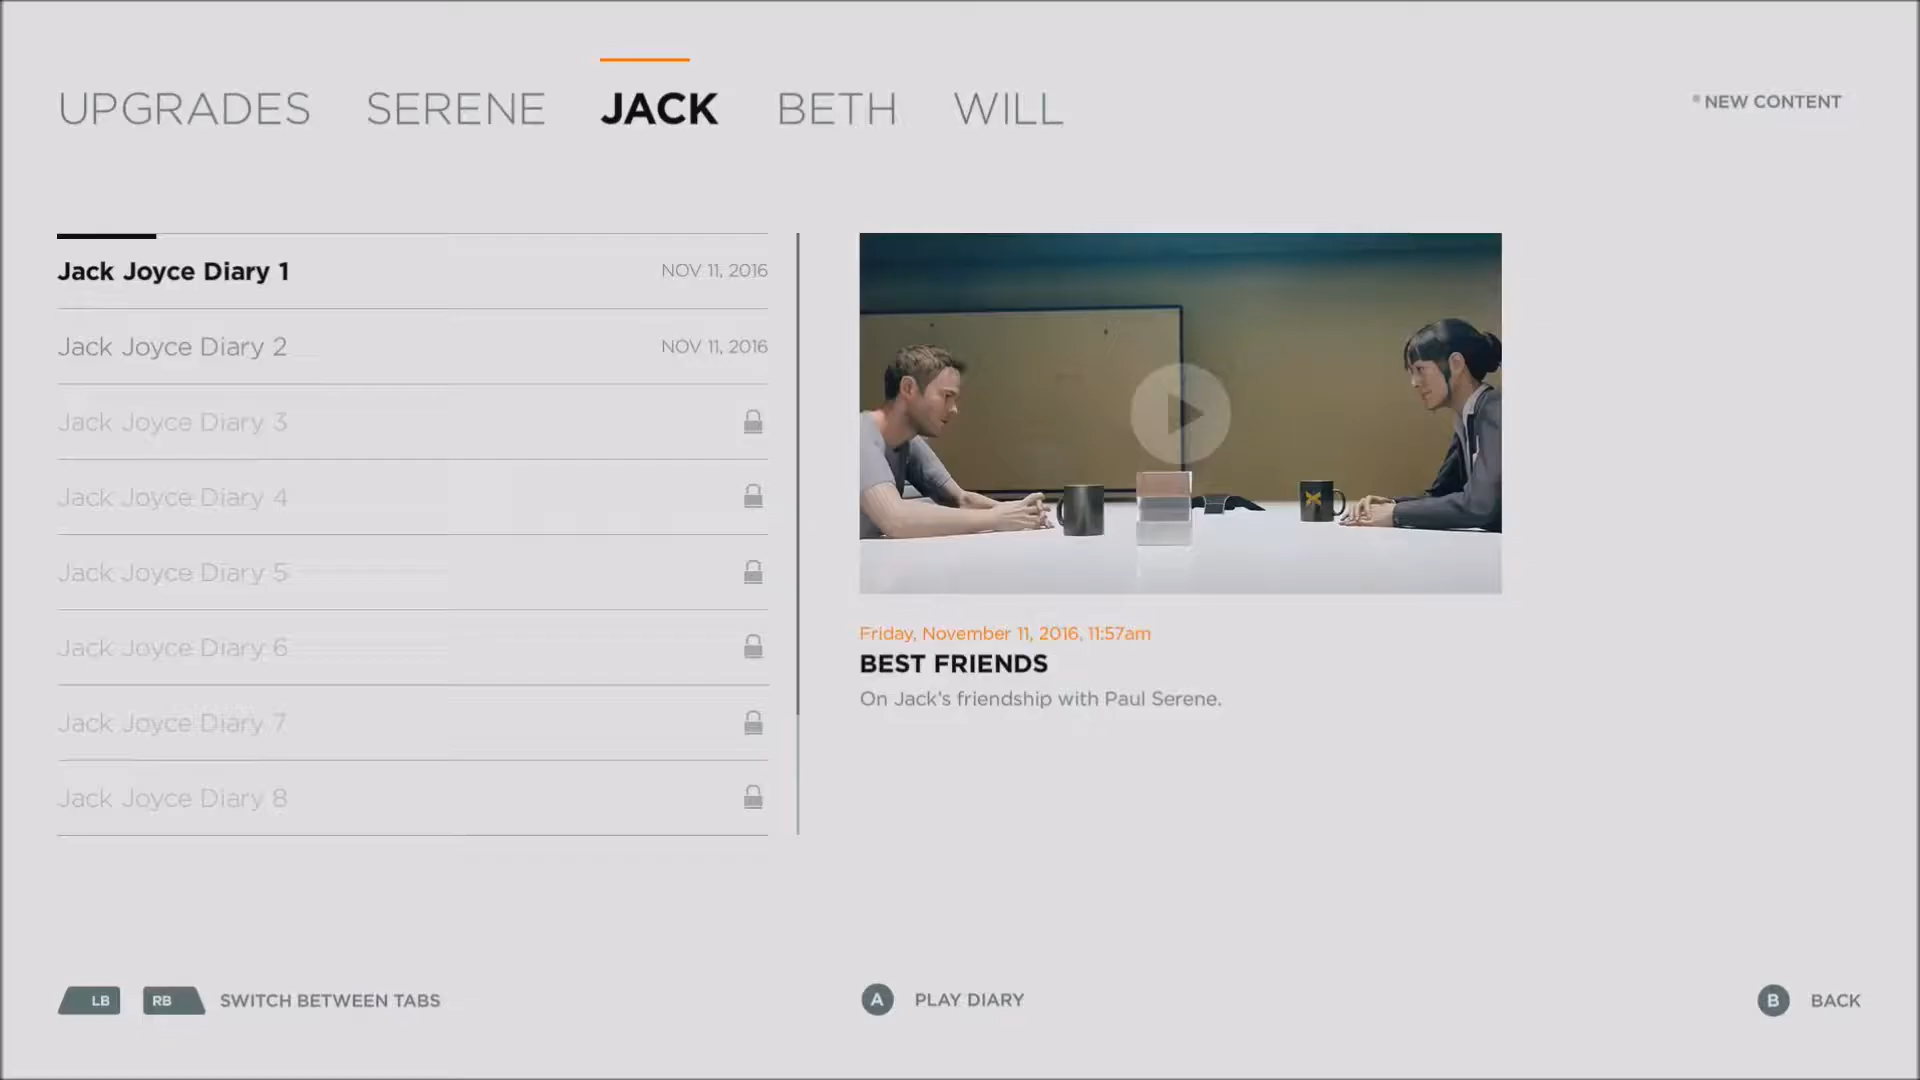 UPGRADES SERENE JACK BETH WILL
NEW CONTENT
Jack Joyce Diary 1 NOV 11, 2016
Jack Joyce Diary 2 NOV 11, 2016
Jack Joyce Diary 3
Jack Joyce Diary 4
Jack Joyce Diary 5
Jack Joyce Diary 6
Jack Joyce Diary 7
Jack Joyce Diary 8
Friday, November 11, 2016, 11:57am
BEST FRIENDS
On Jack's friendship with Paul Serene.
LB RB SWITCH BETWEEN TABS
A PLAY DIARY
B BACK